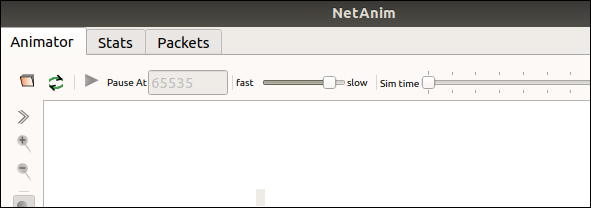 NetAnim
Animator Stats Packets
Pause At 65535 fast slow Sim time